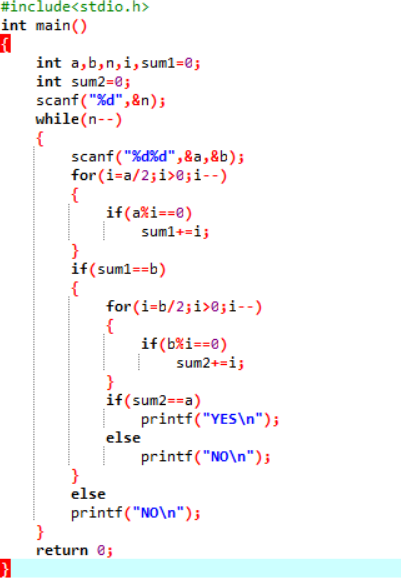 #include<stdio.h>
int main()
{
    int a,b,n,i,sum1=0;
    int sum2=0;
    scanf("%d",&n);
    while(n--)
    {
        scanf("%d%d",&a,&b);
        for(i=a/2;i>0;i--)
        {
            if(a%i==0)
                sum1+=i;
        }
        if(sum1==b)
        {
            for(i=b/2;i>0;i--)
            {
                if(b%i==0)
                    sum2+=i;
            }
            if(sum2==a)
                printf("YES\n");
            else
                printf("NO\n");
        }
        else
        printf("NO\n");
    }
    return 0;
}